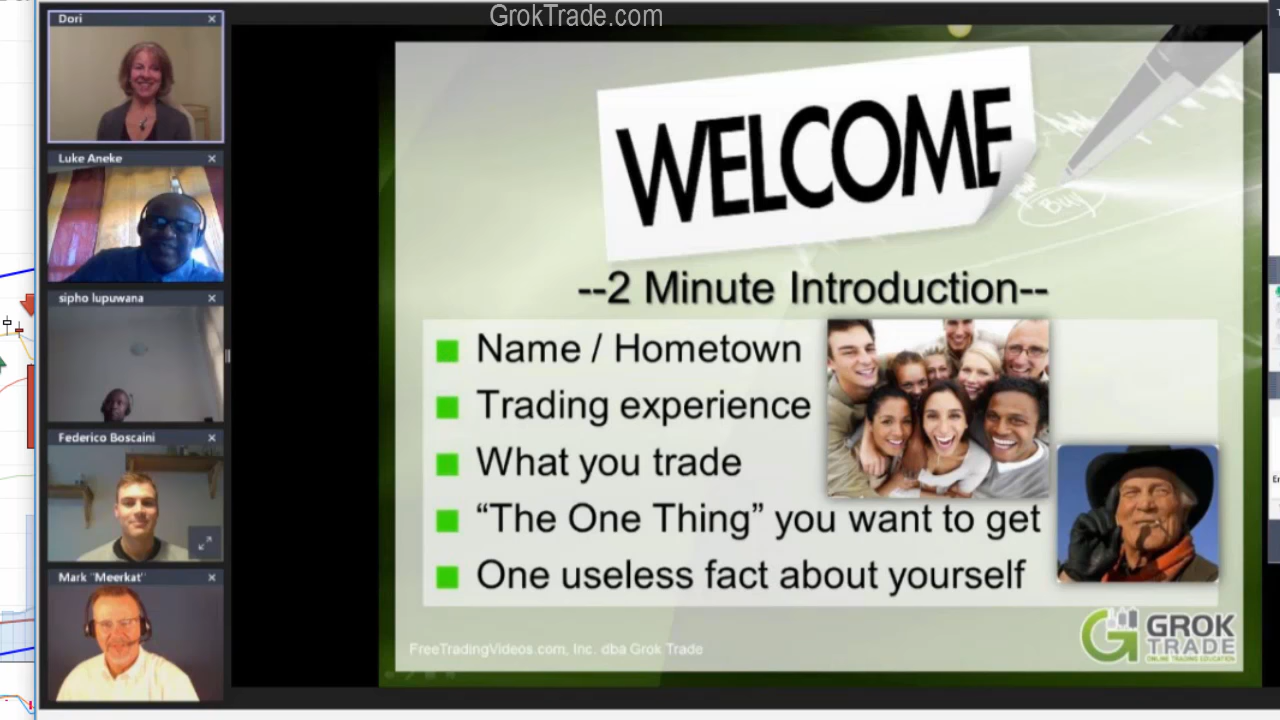 GrokTrade.com
Dori
Luke Aneke
sipho lupuwana
Federico Boscaini
Mark "Meerkat"
WELCOME
Buy
--2 Minute Introduction--
Name / Hometown
Trading experience
What you trade
“The One Thing” you want to get
One useless fact about yourself
FreeTradingVideos.com, Inc. dba Grok Trade
GROK
TRADE
ONLINE TRADING EDUCATION